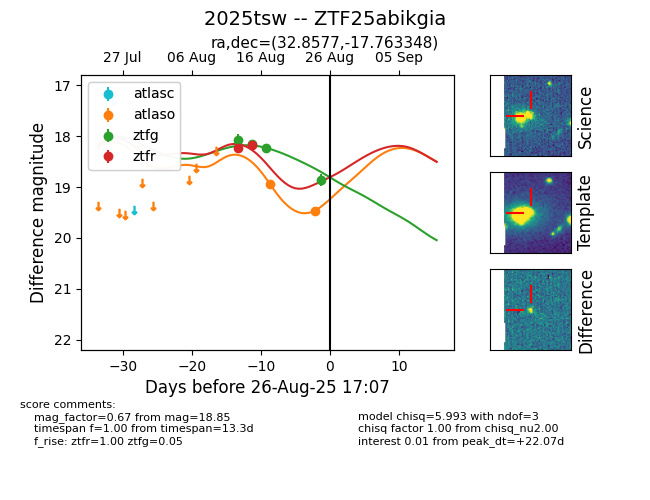 2025tsw -- ZTF25abikgia
ra,dec=(32.8577,-17.763348)
27 Jul 06 Aug 16 Aug 26 Aug 05 Sep
17
18
19
20
21
22
Difference magnitude
atlasc
atlaso
ztfg
ztfr
−30 −20 −10 0 10
Days before 26-Aug-25 17:07
Science
Template
Difference
score comments:
mag_factor=0.67 from mag=18.85
timespan f=1.00 from timespan=13.3d
f_rise: ztfr=1.00 ztfg=0.05
model chisq=5.993 with ndof=3
chisq factor 1.00 from chisq_nu2.00
interest 0.01 from peak_dt=+22.07d